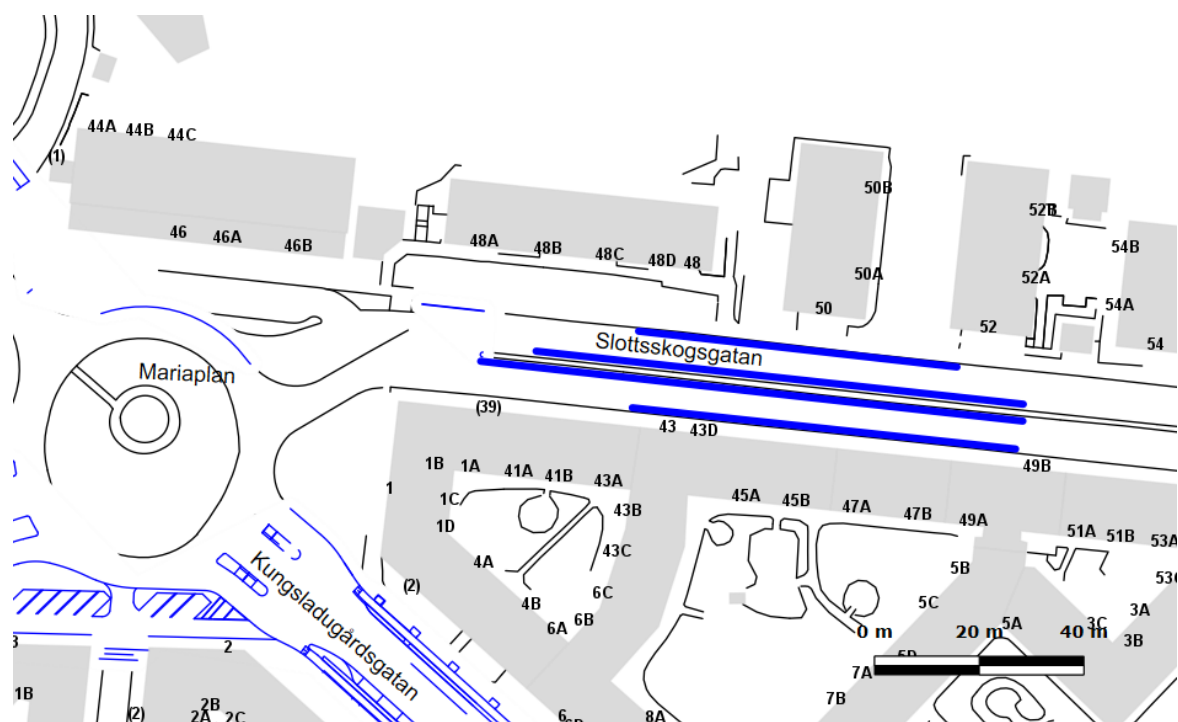 44A
44B
44C
(1)
46
46A
46B
48A
48B
48C
48D
48
50B
50A
50
52B
52A
52
54B
54A
54
Slottsskogsgatan
Mariaplan
(39)
43
43D
49B
1B
1A
41A
41B
43A
1
1C
1D
43B
43C
45A
45B
47A
47B
49A
51A
51B
53A
4A
4B
6C
6B
6A
(2)
5B
5C
5A
5D
3A
3C
3B
Kungsladugårdsgatan
0 m
20 m
40 m
7A
7B
2
1B
(2)
2B
2A
2C
6
8A